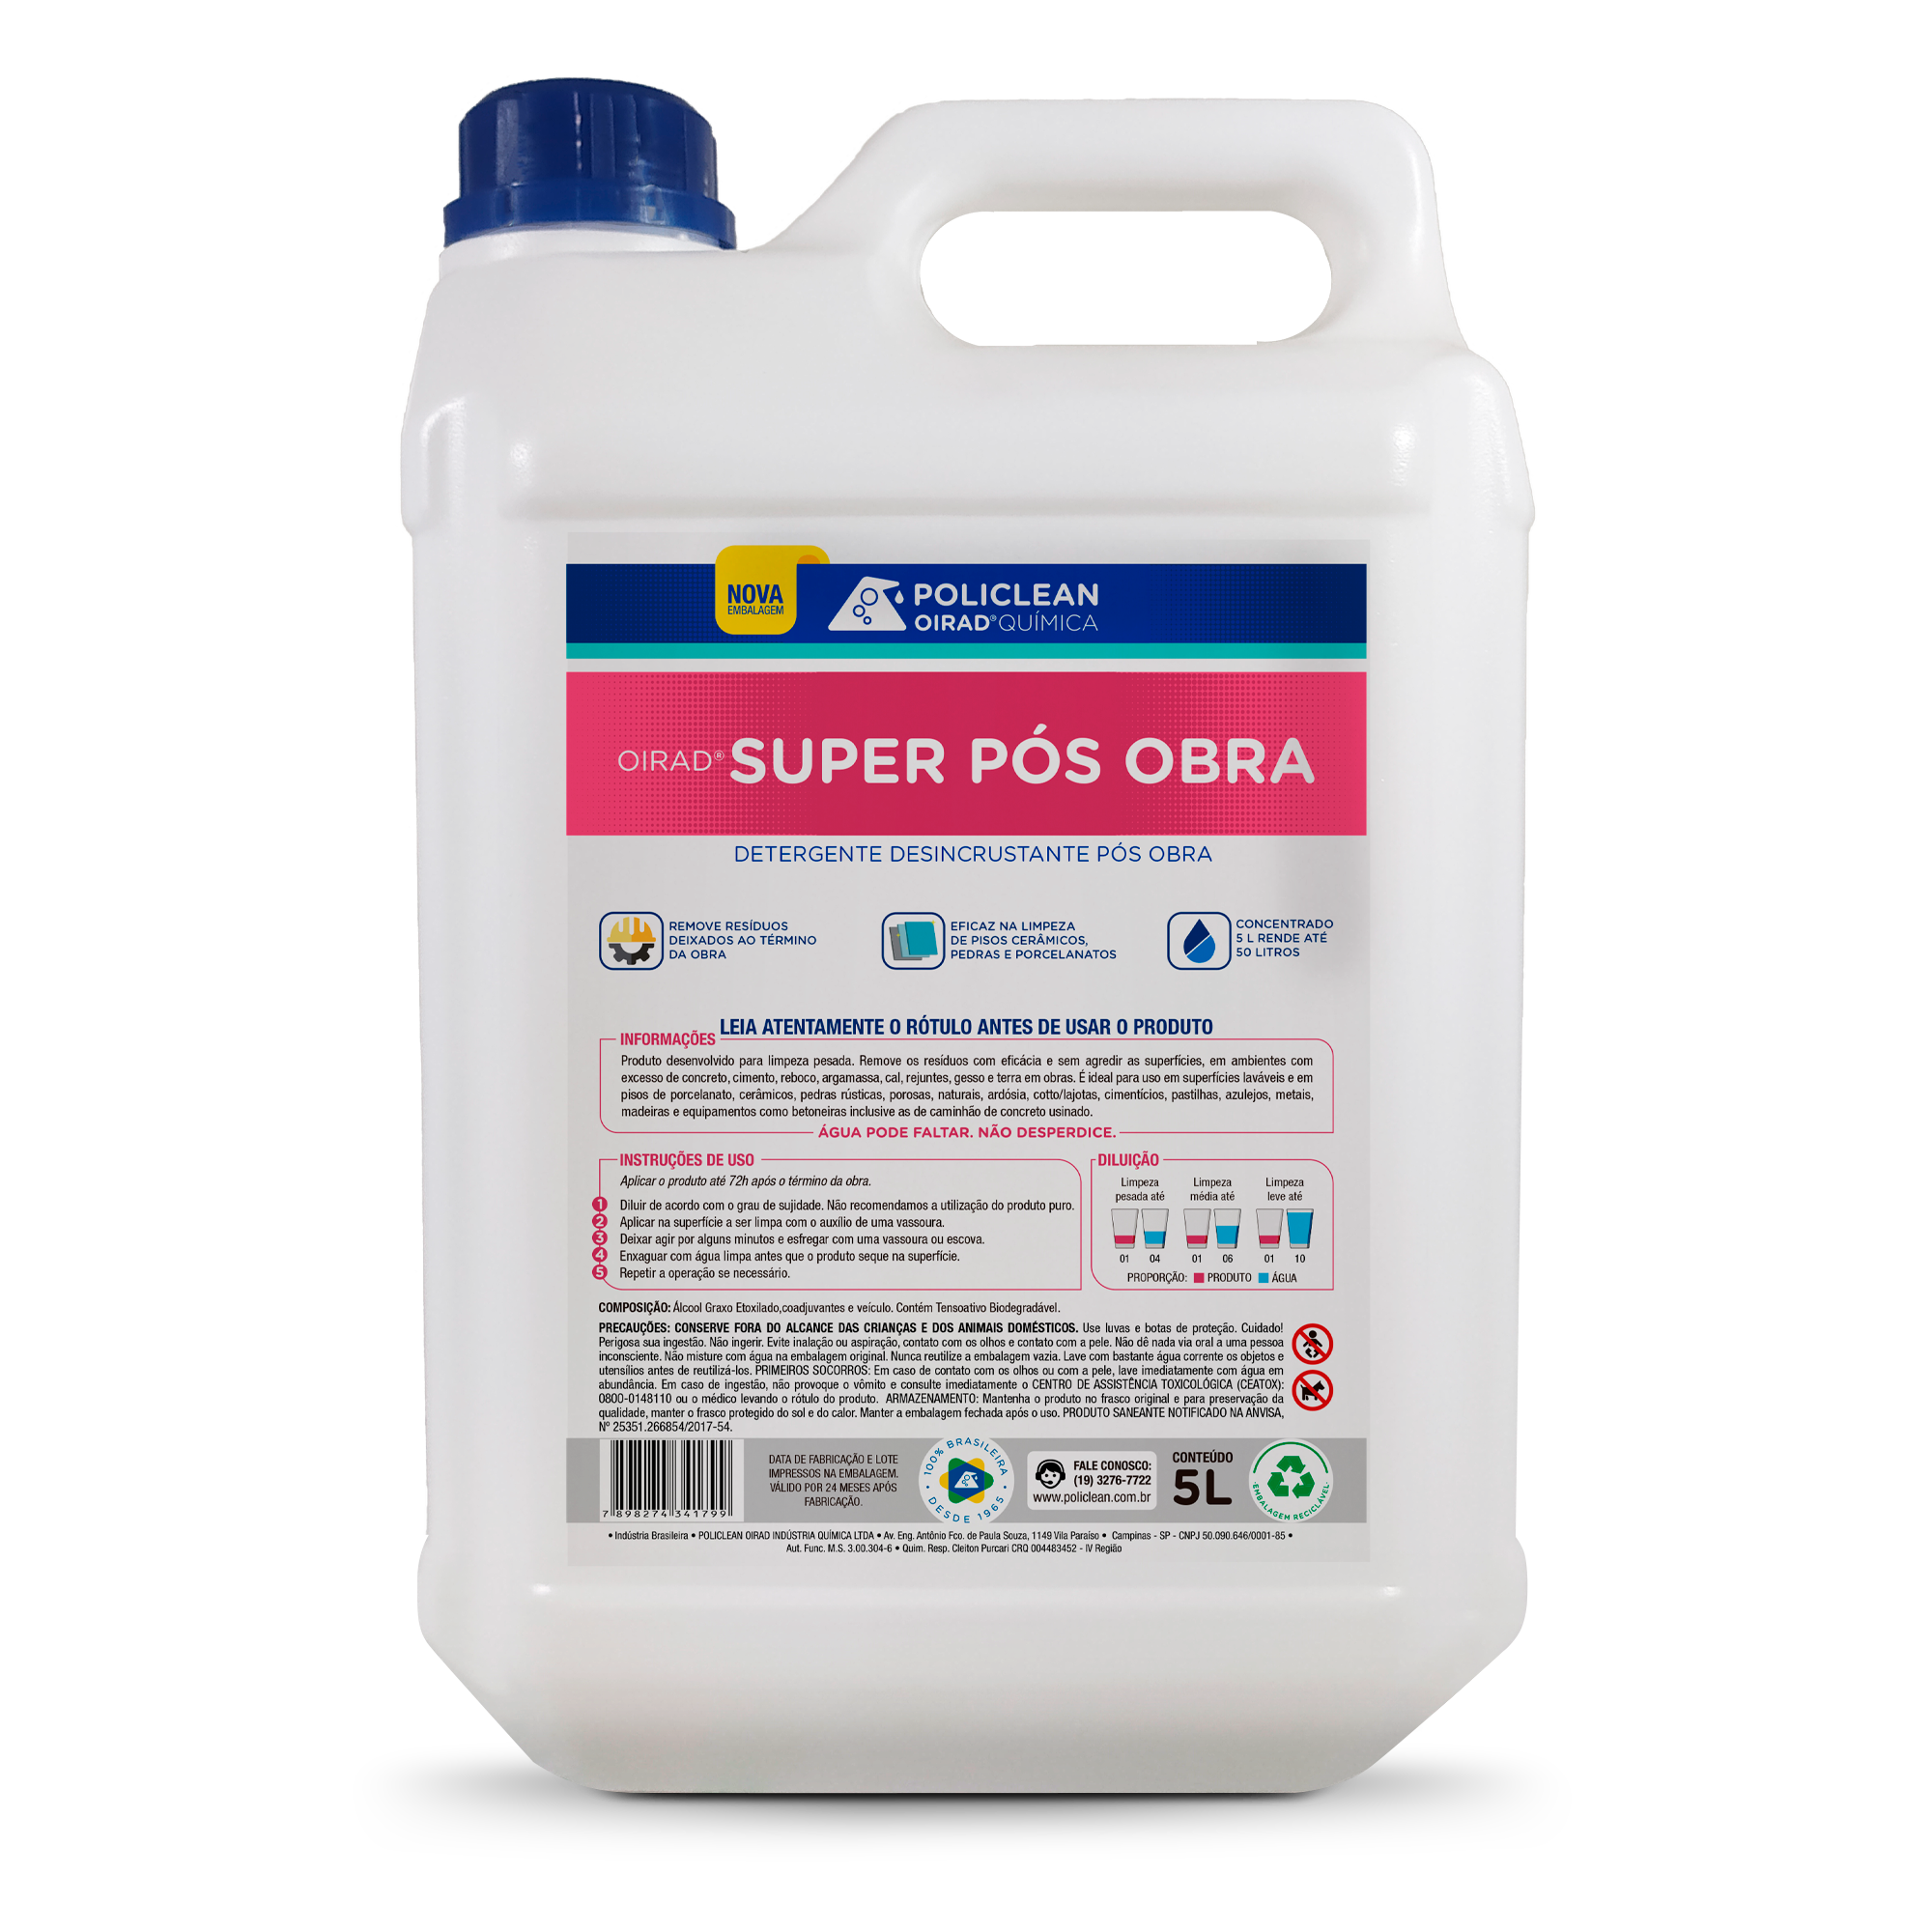 NOVA
EMBALAGEM
POLICLEAN
OIRAD® QUÍMICA
OIRAD® SUPER PÓS OBRA
DETERGENTE DESINCRUSTANTE PÓS OBRA
REMOVE RESÍDUOS
DEIXADOS AO TÉRMINO
DA OBRA
EFICAZ NA LIMPEZA
DE PISOS CERÂMICOS,
PEDRAS E PORCELANATOS
CONCENTRADO
5 L RENDE ATÉ
50 LITROS
LEIA ATENTAMENTE O RÓTULO ANTES DE USAR O PRODUTO
INFORMAÇÕES
Produto desenvolvido para limpeza pesada. Remove os resíduos com eficácia e sem agredir as superfícies, em ambientes com
excesso de concreto, cimento, reboco, argamassa, cal, rejuntes, gesso e terra em obras. É ideal para uso em superfícies laváveis e em
pisos de porcelanato, cerâmicos, pedras rústicas, porosas, naturais, ardósia, cotto/lajotas, cimentícios, pastilhas, azulejos, metais,
madeiras e equipamentos como betoneiras inclusive as de caminhão de concreto usinado.
ÁGUA PODE FALTAR. NÃO DESPERDICE.
INSTRUÇÕES DE USO
Aplicar o produto até 72h após o término da obra.
1 Diluir de acordo com o grau de sujidade. Não recomendamos a utilização do produto puro.
2 Aplicar na superfície a ser limpa com o auxílio de uma vassoura.
3 Deixar agir por alguns minutos e esfregar com uma vassoura ou escova.
4 Enxaguar com água limpa antes que o produto seque na superfície.
5 Repetir a operação se necessário.
DILUIÇÃO
Limpeza pesada até
Limpeza média até
Limpeza leve até
01 04 01 06 01 10
PROPORÇÃO: PRODUTO ÁGUA
COMPOSIÇÃO: Álcool Graxo Etoxilado,coadjuvantes e veículo. Contém Tensoativo Biodegradável.
PRECAUÇÕES: CONSERVE FORA DO ALCANCE DAS CRIANÇAS E DOS ANIMAIS DOMÉSTICOS. Use luvas e botas de proteção. Cuidado!
Perigosa sua ingestão. Não ingerir. Evite inalação ou aspiração, contato com os olhos e contato com a pele. Não dê nada via oral a uma pessoa
inconsciente. Não misture com água na embalagem original. Nunca reutilize a embalagem vazia. Lave com bastante água corrente os objetos e
utensílios antes de reutilizá-los. PRIMEIROS SOCORROS: Em caso de contato com os olhos ou com a pele, lave imediatamente com água em
abundância. Em caso de ingestão, não provoque o vômito e consulte imediatamente o CENTRO DE ASSISTÊNCIA TOXICOLÓGICA (CEATOX):
0800-0148110 ou o médico levando o rótulo do produto. ARMAZENAMENTO: Mantenha o produto no frasco original e para preservação da
qualidade, manter o frasco protegido do sol e do calor. Manter a embalagem fechada após o uso. PRODUTO SANEANTE NOTIFICADO NA ANVISA,
Nº 25351.266854/2017-54.
7 898274 341799
DATA DE FABRICAÇÃO E LOTE
IMPRESSOS NA EMBALAGEM.
VÁLIDO POR 24 MESES APÓS
FABRICAÇÃO.
100% BRASILEIRA
• DESDE 1965 •
FALE CONOSCO:
(19) 3276-7722
www.policlean.com.br
CONTEÚDO
5L
EMBALAGEM RECICLÁVEL
• Indústria Brasileira • POLICLEAN OIRAD INDÚSTRIA QUÍMICA LTDA • Av. Eng. Antônio Fco. de Paula Souza, 1149 Vila Paraíso • Campinas - SP - CNPJ 50.090.646/0001-85 •
Aut. Func. M.S. 3.00.304-6 • Quim. Resp. Cleiton Purcari CRQ 004483452 - IV Região